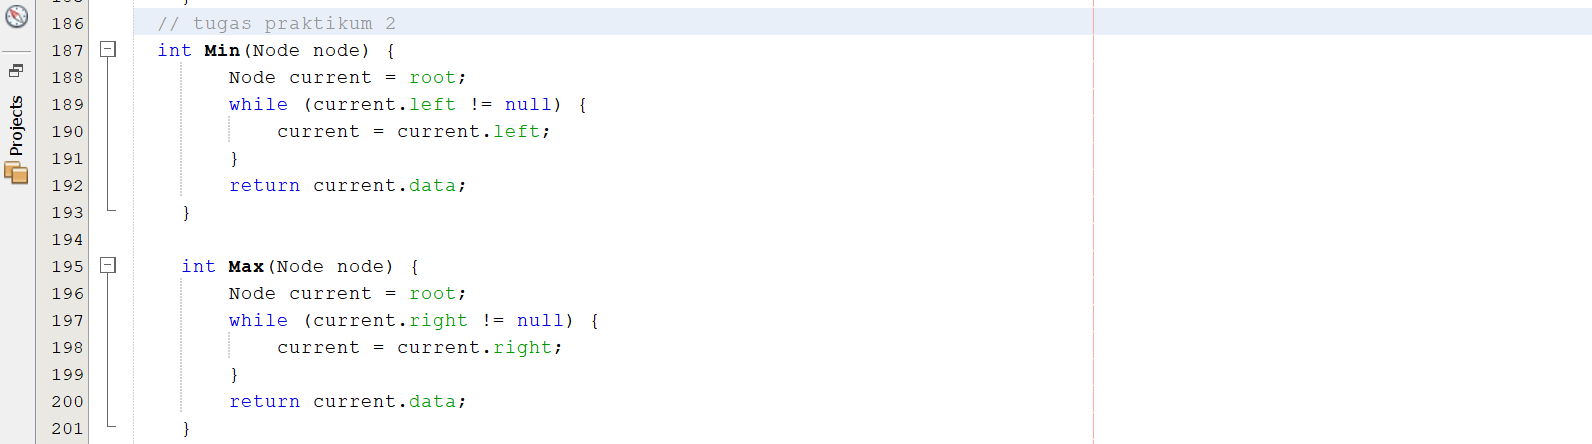 186 // tugas praktikum 2
187 int Min(Node node) {
188 Node current = root;
189 while (current.left != null) {
190 current = current.left;
191 }
192 return current.data;
193 }
194
195 int Max(Node node) {
196 Node current = root;
197 while (current.right != null) {
198 current = current.right;
199 }
200 return current.data;
201 }
Projects